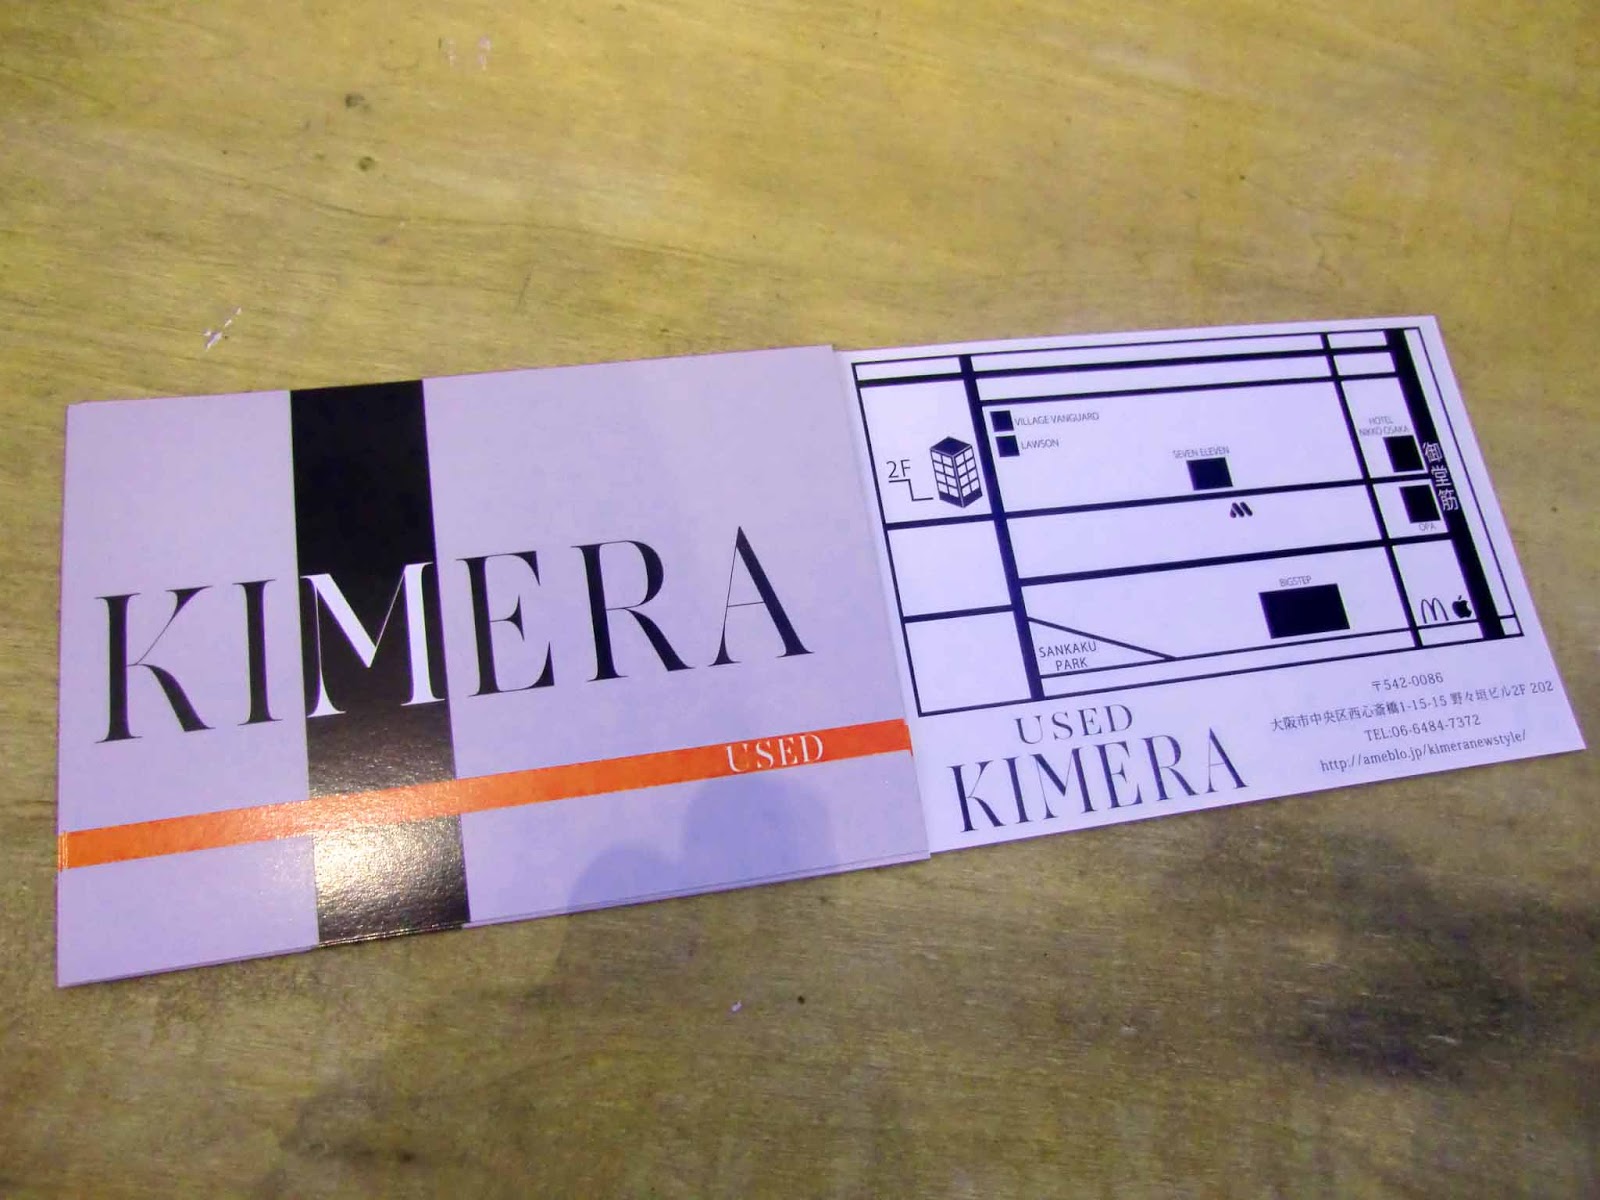 KIMERA
USED
VILLAGE VANGUARD
LAWSON
2F
SEVEN ELEVEN
HOTEL
NIKKO OSAKA
御堂筋
OPA
BIGSTEP
SANKAKU
PARK
USED
KIMERA
〒542-0086
大阪市中央区西心斎橋1-15-15 野々垣ビル2F 202
TEL:06-6484-7372
http://ameblo.jp/kimeranewstyle/